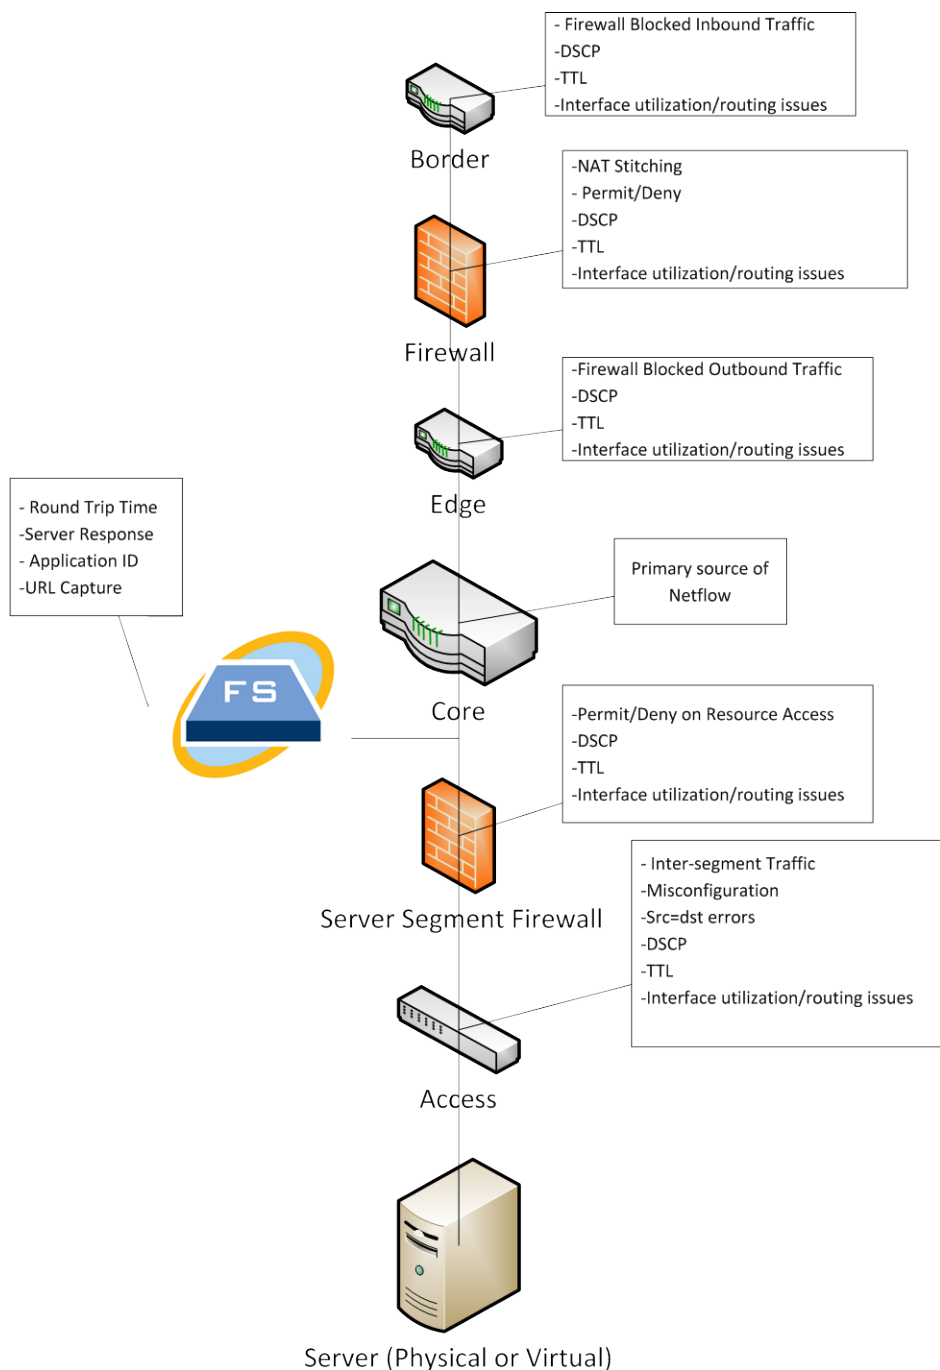 - Firewall Blocked Inbound Traffic
-DSCP
-TTL
-Interface utilization/routing issues
Border
-NAT Stitching
- Permit/Deny
-DSCP
-TTL
-Interface utilization/routing issues
Firewall
-Firewall Blocked Outbound Traffic
-DSCP
-TTL
-Interface utilization/routing issues
Edge
- Round Trip Time
-Server Response
- Application ID
-URL Capture
Primary source of
Netflow
FS
Core
-Permit/Deny on Resource Access
-DSCP
-TTL
-Interface utilization/routing issues
Server Segment Firewall
- Inter-segment Traffic
-Misconfiguration
-Src=dst errors
-DSCP
-TTL
-Interface utilization/routing issues
Access
Server (Physical or Virtual)